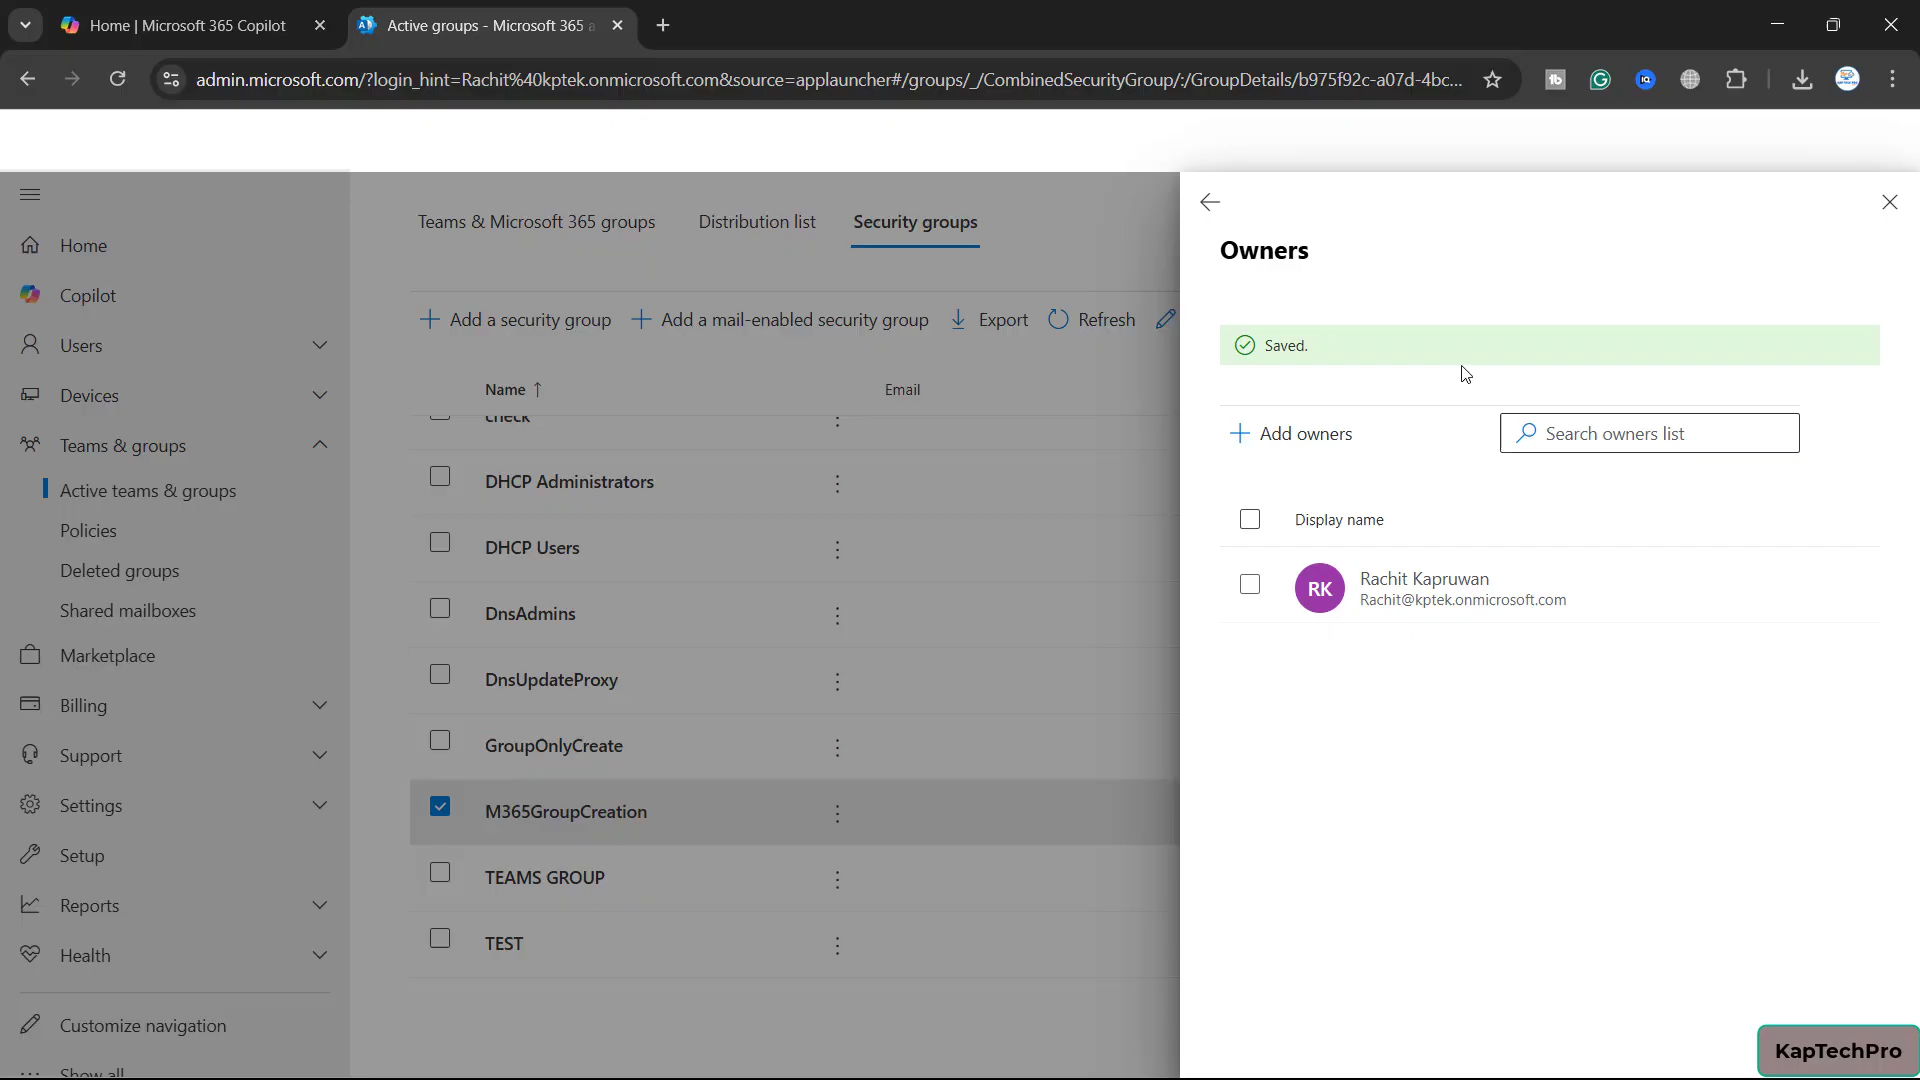 Home | Microsoft 365 Copilot
Active groups - Microsoft 365 a
admin.microsoft.com/?login_hint=Rachit%40kptek.onmicrosoft.com&source=applauncher#/groups/_/CombinedSecurityGroup/:/GroupDetails/b975f92c-a07d-4bc...
Home
Copilot
Users
Devices
Teams & groups
Active teams & groups
Policies
Deleted groups
Shared mailboxes
Marketplace
Billing
Support
Settings
Setup
Reports
Health
Customize navigation
Show all
Teams & Microsoft 365 groups
Distribution list
Security groups
Add a security group
Add a mail-enabled security group
Export
Refresh
Name ↑
Email
check
DHCP Administrators
DHCP Users
DnsAdmins
DnsUpdateProxy
GroupOnlyCreate
M365GroupCreation
TEAMS GROUP
TEST
Owners
Saved.
Add owners
Search owners list
Display name
RK
Rachit Kapruwan
Rachit@kptek.onmicrosoft.com
KapTechPro